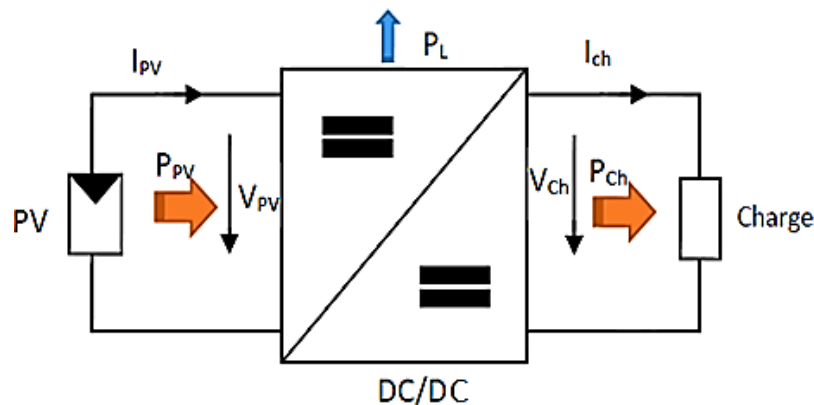 P_L
I_PV
I_ch
P_PV
V_PV
V_Ch
P_Ch
PV
Charge
DC/DC